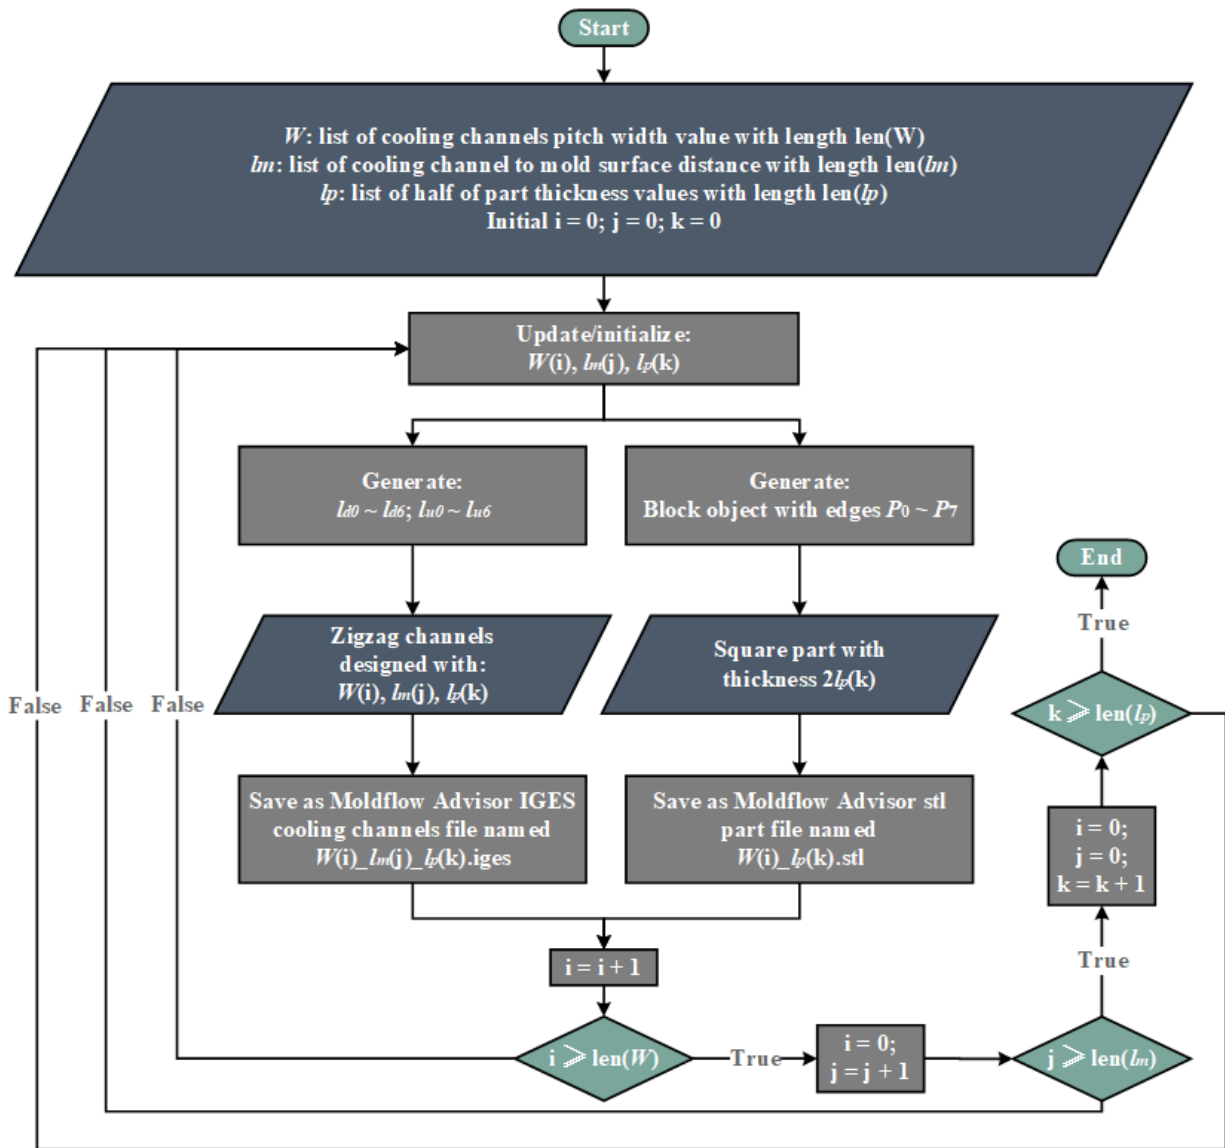 Start
W: list of cooling channels pitch width value with length len(W)
lm: list of cooling channel to mold surface distance with length len(lm)
lp: list of half of part thickness values with length len(lp)
Initial i = 0; j = 0; k = 0
Update/initialize:
W(i), lm(j), lp(k)
Generate:
ld0 ~ ld6; lu0 ~ lu6
Generate:
Block object with edges P0 ~ P7
Zigzag channels
designed with:
W(i), lm(j), lp(k)
Square part with
thickness 2lp(k)
End
True
False
False
False
k ⩾ len(lp)
Save as Moldflow Advisor IGES
cooling channels file named
W(i)_lm(j)_lp(k).iges
Save as Moldflow Advisor stl
part file named
W(i)_lp(k).stl
i = 0;
j = 0;
k = k + 1
True
i = i + 1
i ⩾ len(W)
True
i = 0;
j = j + 1
j ⩾ len(lm)